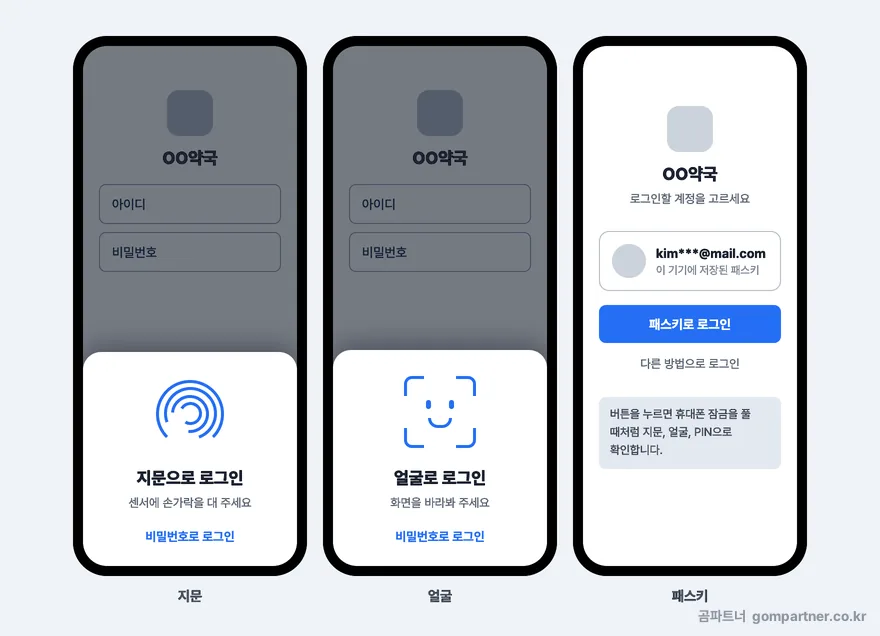 OO약국
아이디
비밀번호
지문으로 로그인
센서에 손가락을 대 주세요
비밀번호로 로그인
지문
OO약국
아이디
비밀번호
얼굴로 로그인
화면을 바라봐 주세요
비밀번호로 로그인
얼굴
OO약국
로그인할 계정을 고르세요
kim***@mail.com
이 기기에 저장된 패스키
패스키로 로그인
다른 방법으로 로그인
버튼을 누르면 휴대폰 잠금을 풀
때처럼 지문, 얼굴, PIN으로
확인합니다.
패스키
곰파트너 gompartner.co.kr